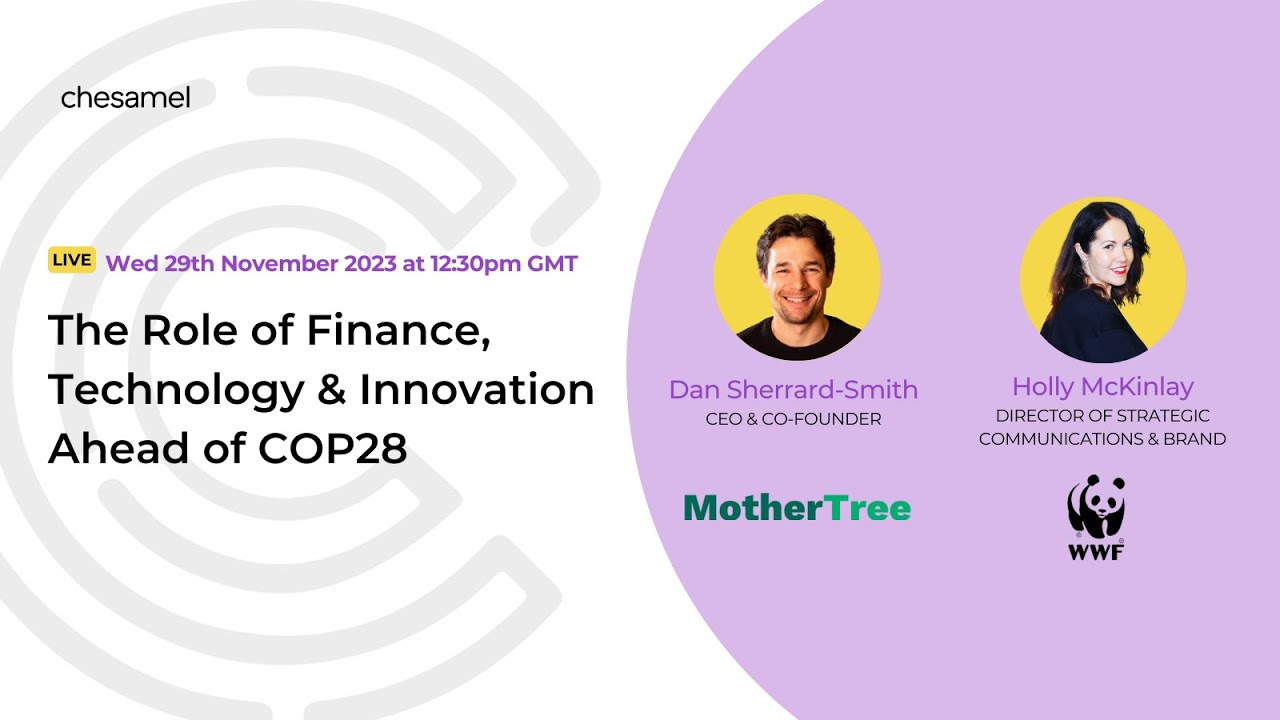 chesamel
LIVE
Wed 29th November 2023 at 12:30pm GMT
The Role of Finance,
Technology & Innovation
Ahead of COP28
Dan Sherrard-Smith
CEO & CO-FOUNDER
MotherTree
Holly McKinlay
DIRECTOR OF STRATEGIC
COMMUNICATIONS & BRAND
© ®
WWF